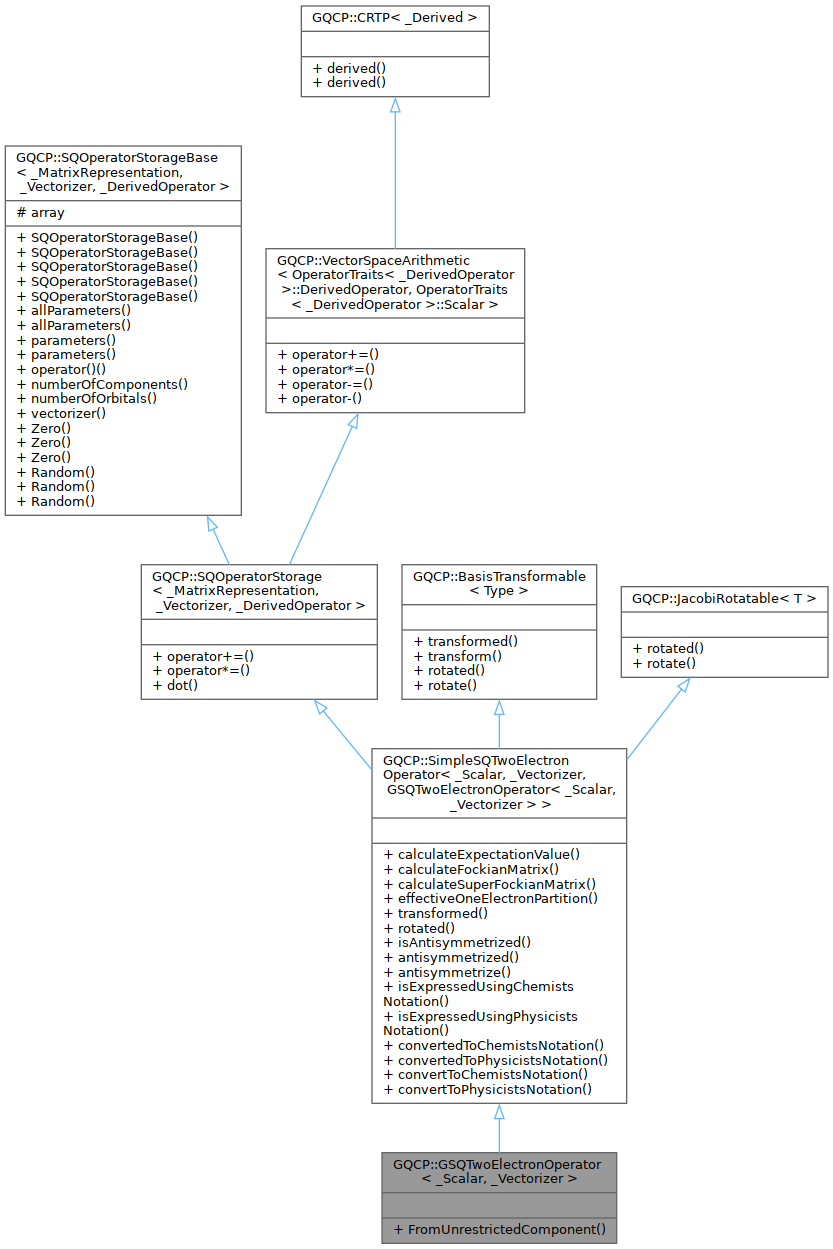 GQCP::CRTP< _Derived >
+ derived()
+ derived()
GQCP::SQOperatorStorageBase
< _MatrixRepresentation,
_Vectorizer, _DerivedOperator >
# array
+ SQOperatorStorageBase()
+ SQOperatorStorageBase()
+ SQOperatorStorageBase()
+ SQOperatorStorageBase()
+ SQOperatorStorageBase()
+ allParameters()
+ allParameters()
+ parameters()
+ parameters()
+ operator()()
+ numberOfComponents()
+ numberOfOrbitals()
+ vectorizer()
+ Zero()
+ Zero()
+ Zero()
+ Random()
+ Random()
+ Random()
GQCP::VectorSpaceArithmetic
< OperatorTraits< _DerivedOperator
>::DerivedOperator, OperatorTraits
< _DerivedOperator >::Scalar >
+ operator+=()
+ operator*=()
+ operator-=()
+ operator-()
GQCP::SQOperatorStorage
< _MatrixRepresentation,
_Vectorizer, _DerivedOperator >
+ operator+=()
+ operator*=()
+ dot()
GQCP::BasisTransformable
< Type >
+ transformed()
+ transform()
+ rotated()
+ rotate()
GQCP::JacobiRotatable< T >
+ rotated()
+ rotate()
GQCP::SimpleSQTwoElectron
Operator< _Scalar, _Vectorizer,
GSQTwoElectronOperator< _Scalar,
_Vectorizer > >
+ calculateExpectationValue()
+ calculateFockianMatrix()
+ calculateSuperFockianMatrix()
+ effectiveOneElectronPartition()
+ transformed()
+ rotated()
+ isAntisymmetrized()
+ antisymmetrized()
+ antisymmetrize()
+ isExpressedUsingChemists
Notation()
+ isExpressedUsingPhysicists
Notation()
+ convertedToChemistsNotation()
+ convertedToPhysicistsNotation()
+ convertToChemistsNotation()
+ convertToPhysicistsNotation()
GQCP::GSQTwoElectronOperator
< _Scalar, _Vectorizer >
+ FromUnrestrictedComponent()